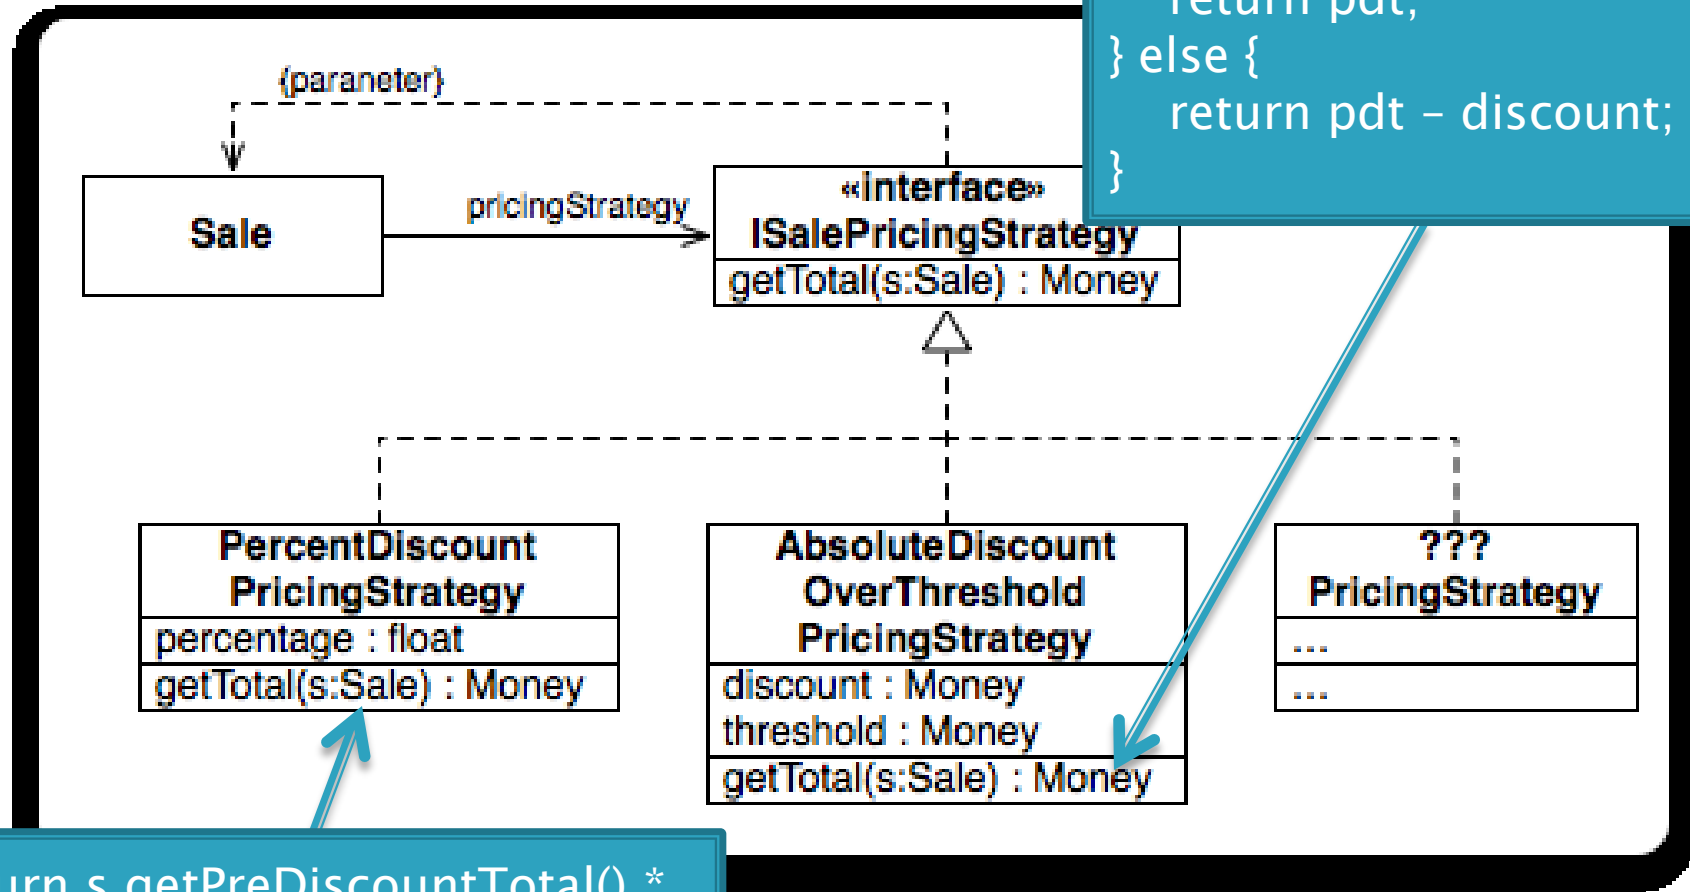 return pdt;
} else {
return pdt – discount;
}
{paraneter}
Sale
pricingStrategy
«interface»
ISalePricingStrategy
getTotal(s:Sale) : Money
PercentDiscount
PricingStrategy
percentage : float
getTotal(s:Sale) : Money
AbsoluteDiscount
OverThreshold
PricingStrategy
discount : Money
threshold : Money
getTotal(s:Sale) : Money
???
PricingStrategy
...
...
s.getPreDiscountTotal() *